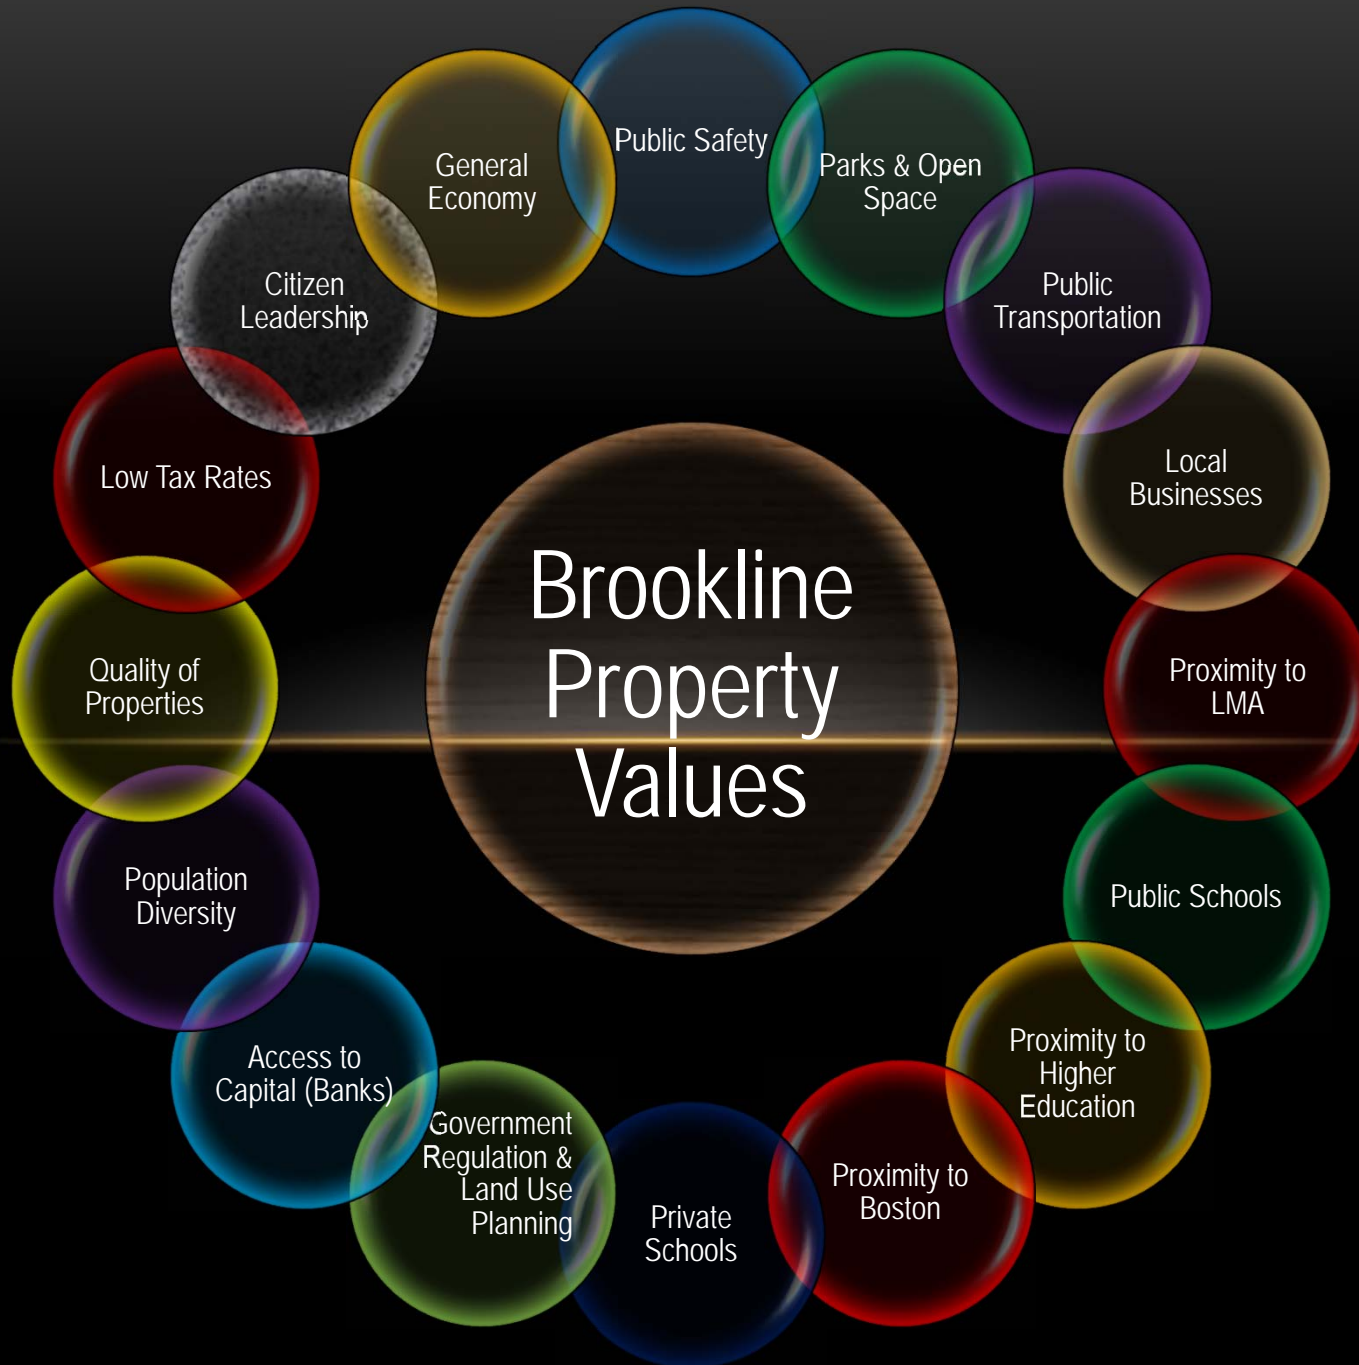 Public Safety
Parks & Open
Space
Public
Transportation
Local
Businesses
Proximity to
LMA
Public Schools
Proximity to
Higher
Education
Proximity to
Boston
Private
Schools
Government
Regulation &
Land Use
Planning
Access to
Capital (Banks)
Population
Diversity
Quality of
Properties
Low Tax Rates
Citizen
Leadership
General
Economy
Brookline
Property
Values